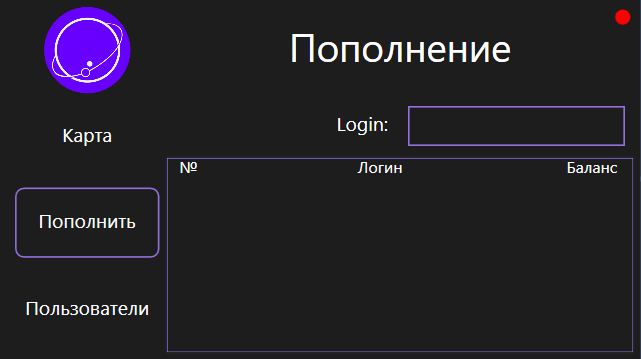 Пополнение
Login:
Карта
№ Логин Баланс
Пополнить
Пользователи